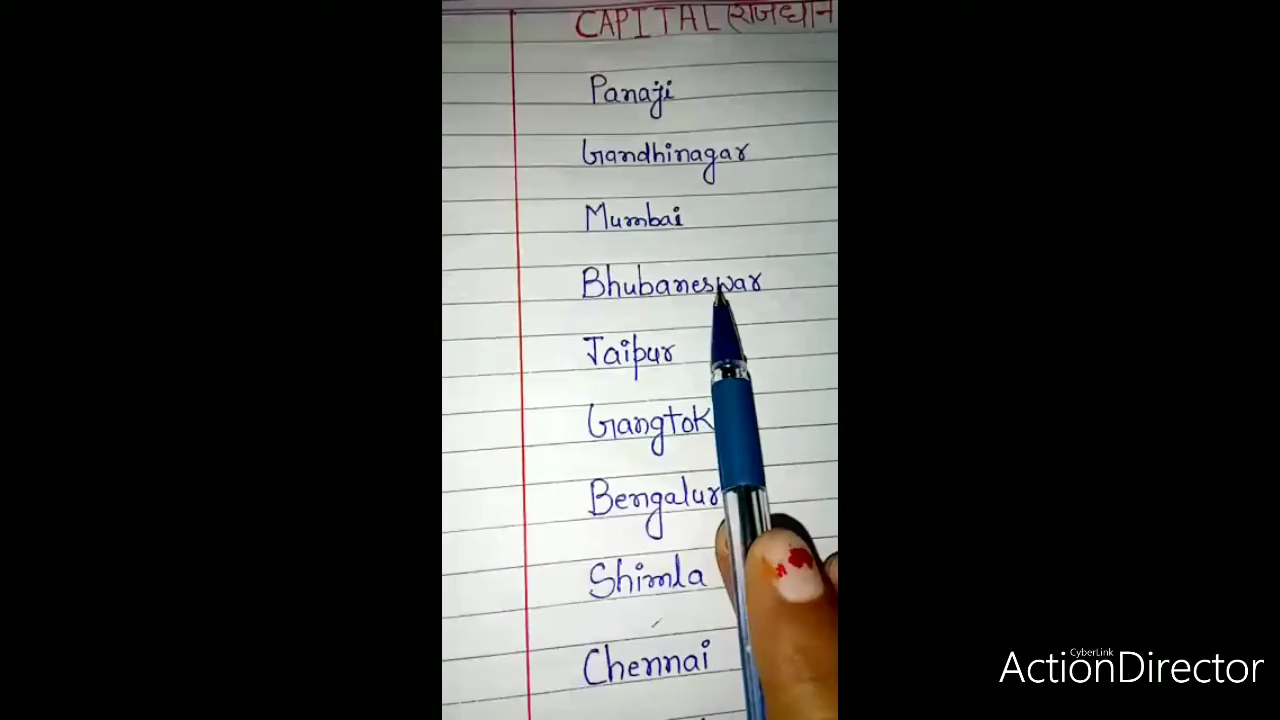 CAPITAL (राजधान
Panaji
Gandhinagar
Mumbai
Bhubaneswar
Jaipur
Gangtok
Bengalur
Shimla
Chennai
CyberLink
ActionDirector